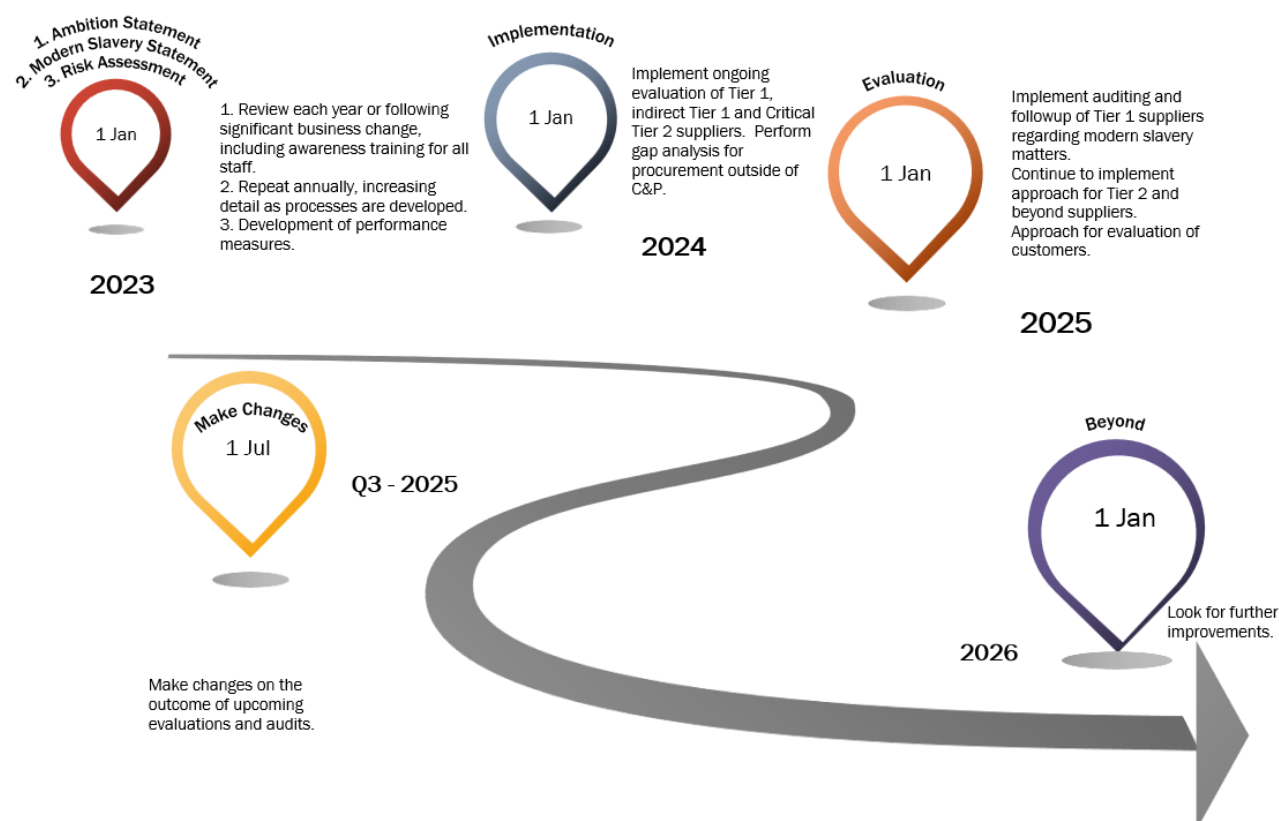 1. Ambition Statement
2. Modern Slavery Statement
3. Risk Assessment
1 Jan
1. Review each year or following
significant business change,
including awareness training for all
staff.
2. Repeat annually, increasing
detail as processes are developed.
3. Development of performance
measures.
2023
Implementation
1 Jan
Implement ongoing
evaluation of Tier 1,
indirect Tier 1 and Critical
Tier 2 suppliers. Perform
gap analysis for
procurement outside of
C&P.
2024
Evaluation
1 Jan
Implement auditing and
followup of Tier 1 suppliers
regarding modern slavery
matters.
Continue to implement
approach for Tier 2 and
beyond suppliers.
Approach for evaluation of
customers.
2025
Make Changes
1 Jul
Q3 - 2025
Make changes on the
outcome of upcoming
evaluations and audits.
Beyond
1 Jan
Look for further
improvements.
2026